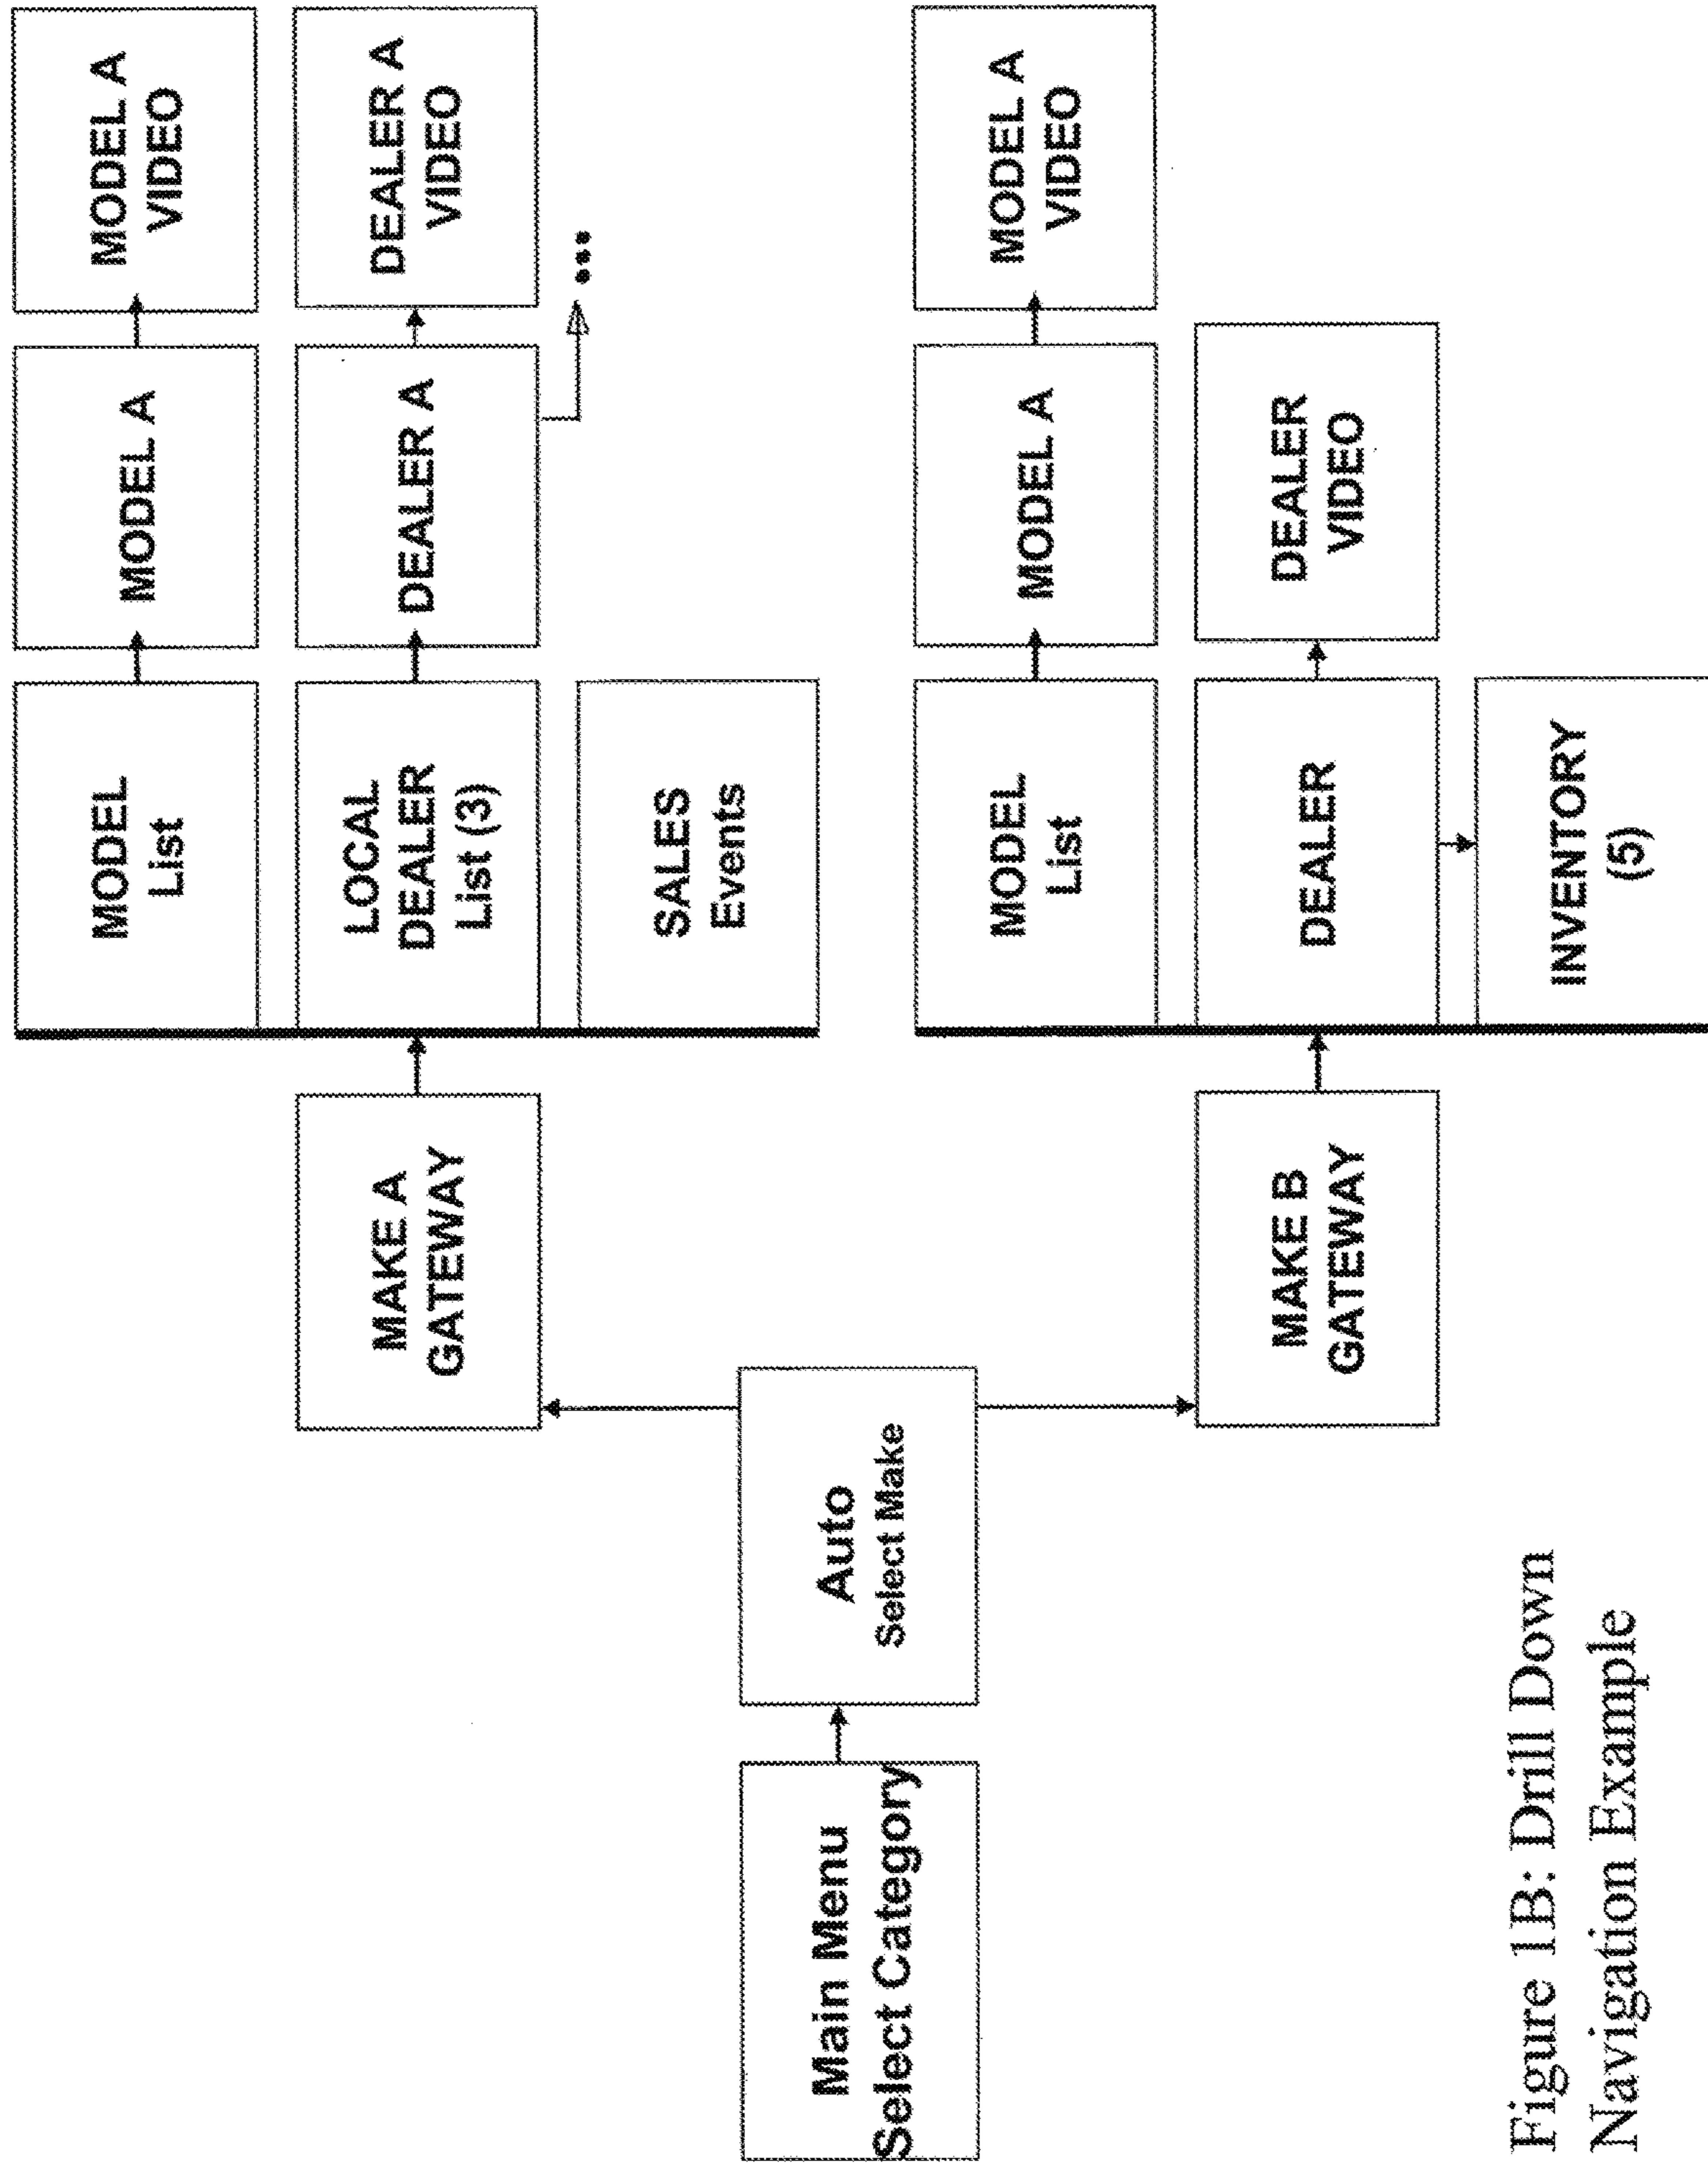 Main Menu
Select Category
Auto
Select Make
MAKE A
GATEWAY
MODEL
List
MODEL A
MODEL A
VIDEO
LOCAL
DEALER
List (3)
DEALER A
DEALER A
VIDEO
...
SALES
Events
MAKE B
GATEWAY
MODEL
List
MODEL A
MODEL A
VIDEO
DEALER
DEALER
VIDEO
INVENTORY
(5)
Figure 1B: Drill Down
Navigation Example